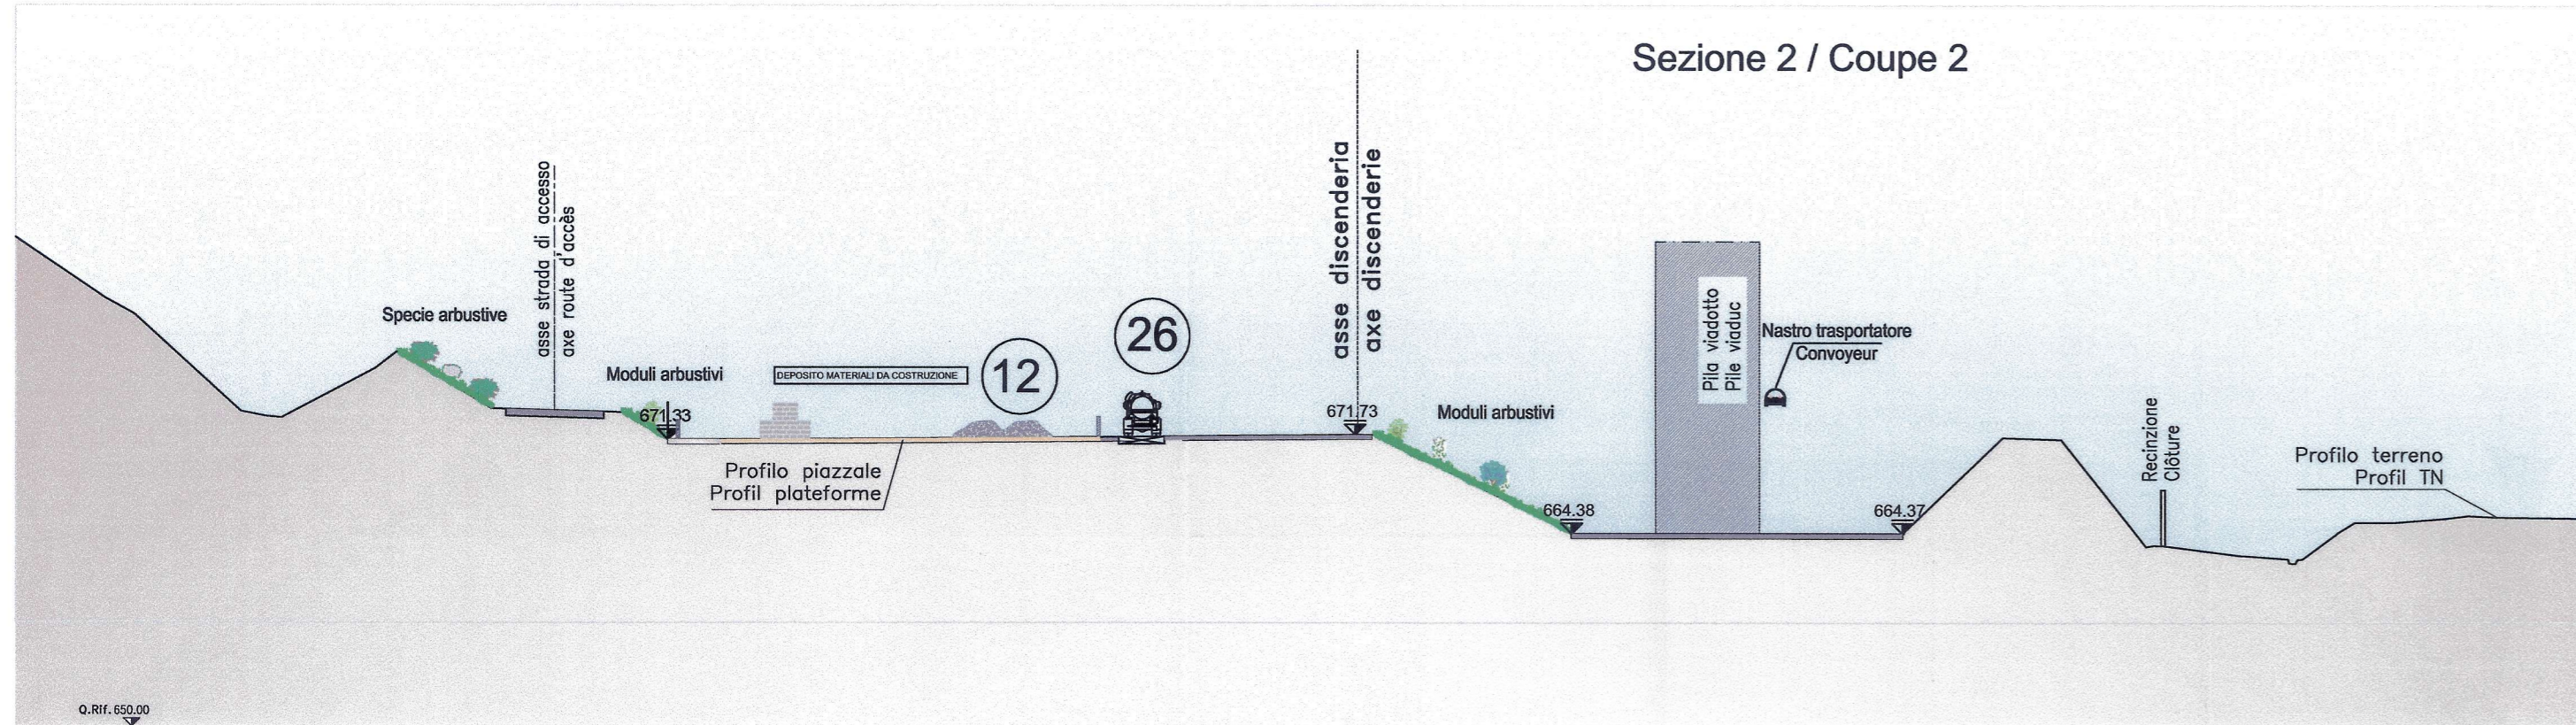 Sezione 2 / Coupe 2
asse strada di accesso
axe route d'accès
asse discenderia
axe discenderie
Specie arbustive
Moduli arbustivi
671.33
DEPOSITO MATERIALI DA COSTRUZIONE
12
26
671.73
Moduli arbustivi
Pila viadotto
Pile viaduc
Nastro trasportatore
Convoyeur
Recinzione
Clôture
Profilo terreno
Profil TN
Profilo piazzale
Profil plateforme
664.38
664.37
Q.Rif. 650.00